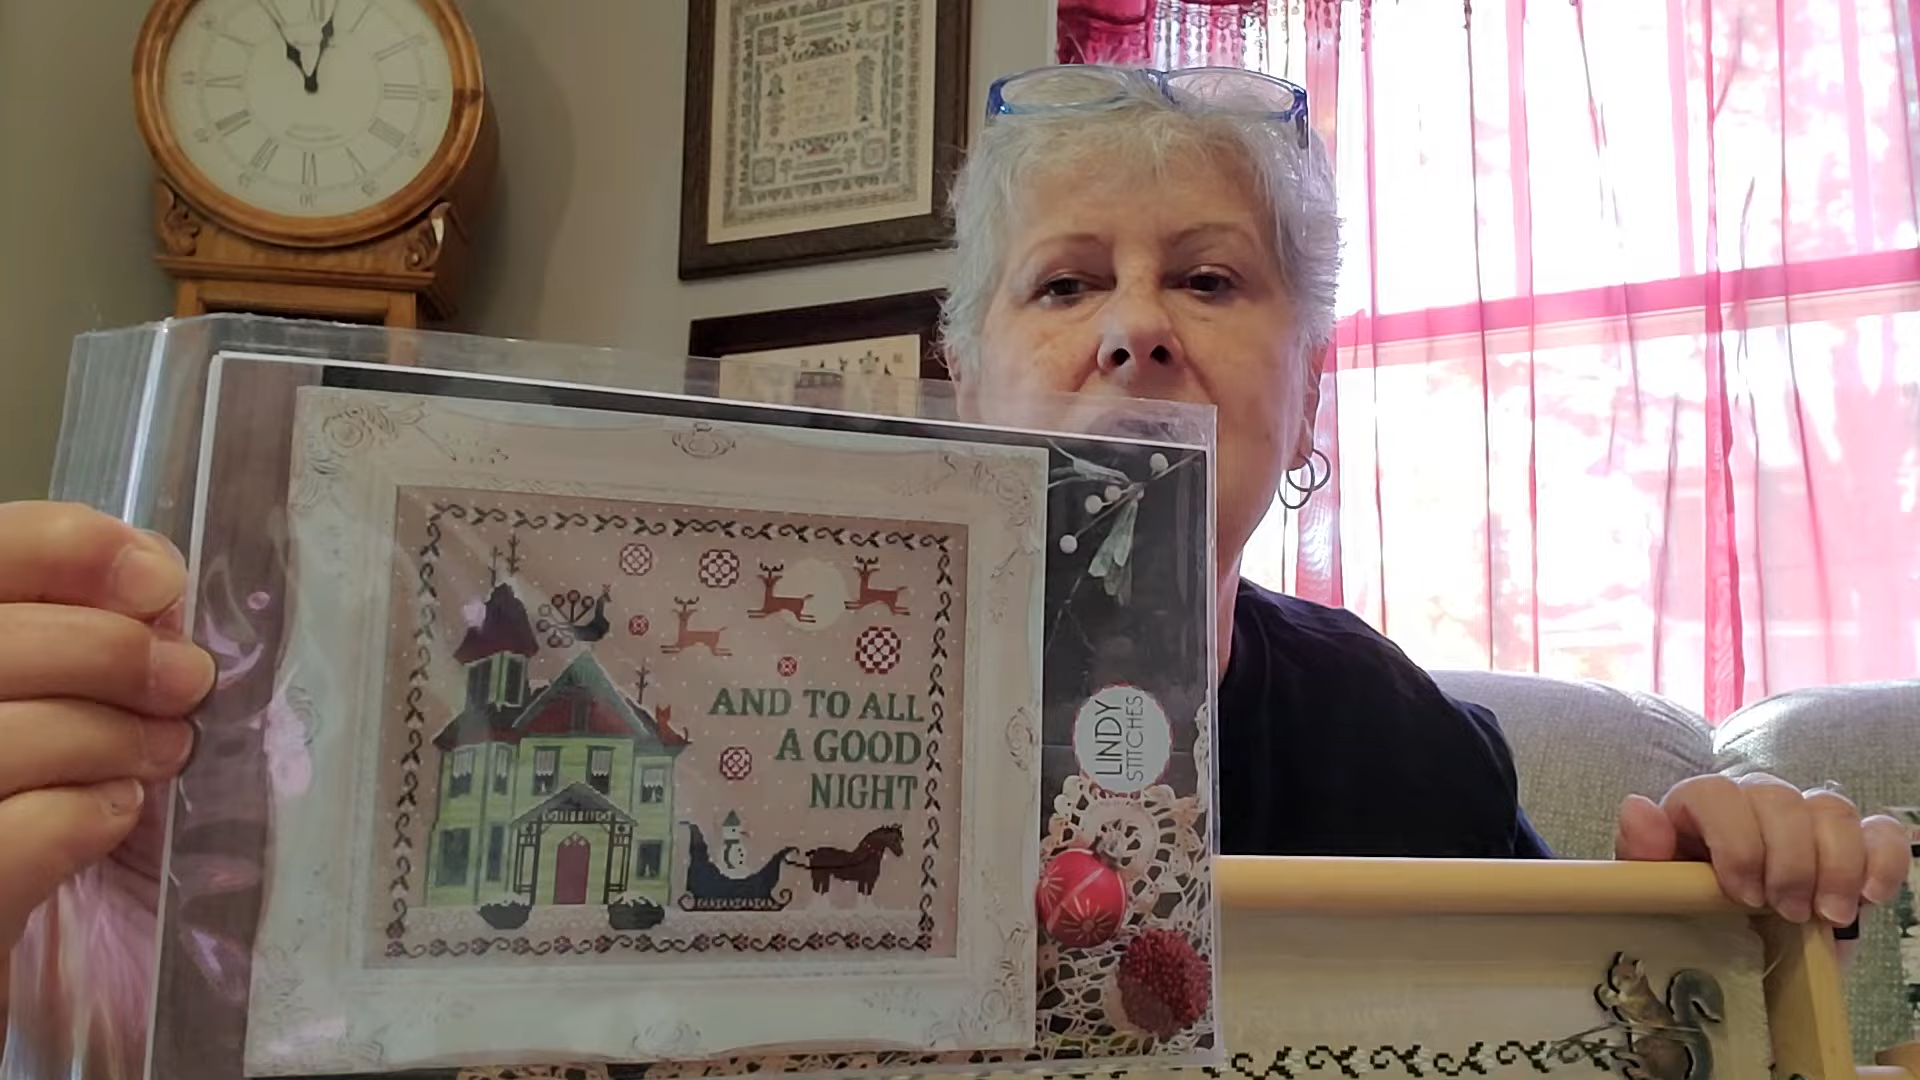 AND TO ALL
A GOOD
NIGHT
LINDY
STITCHES